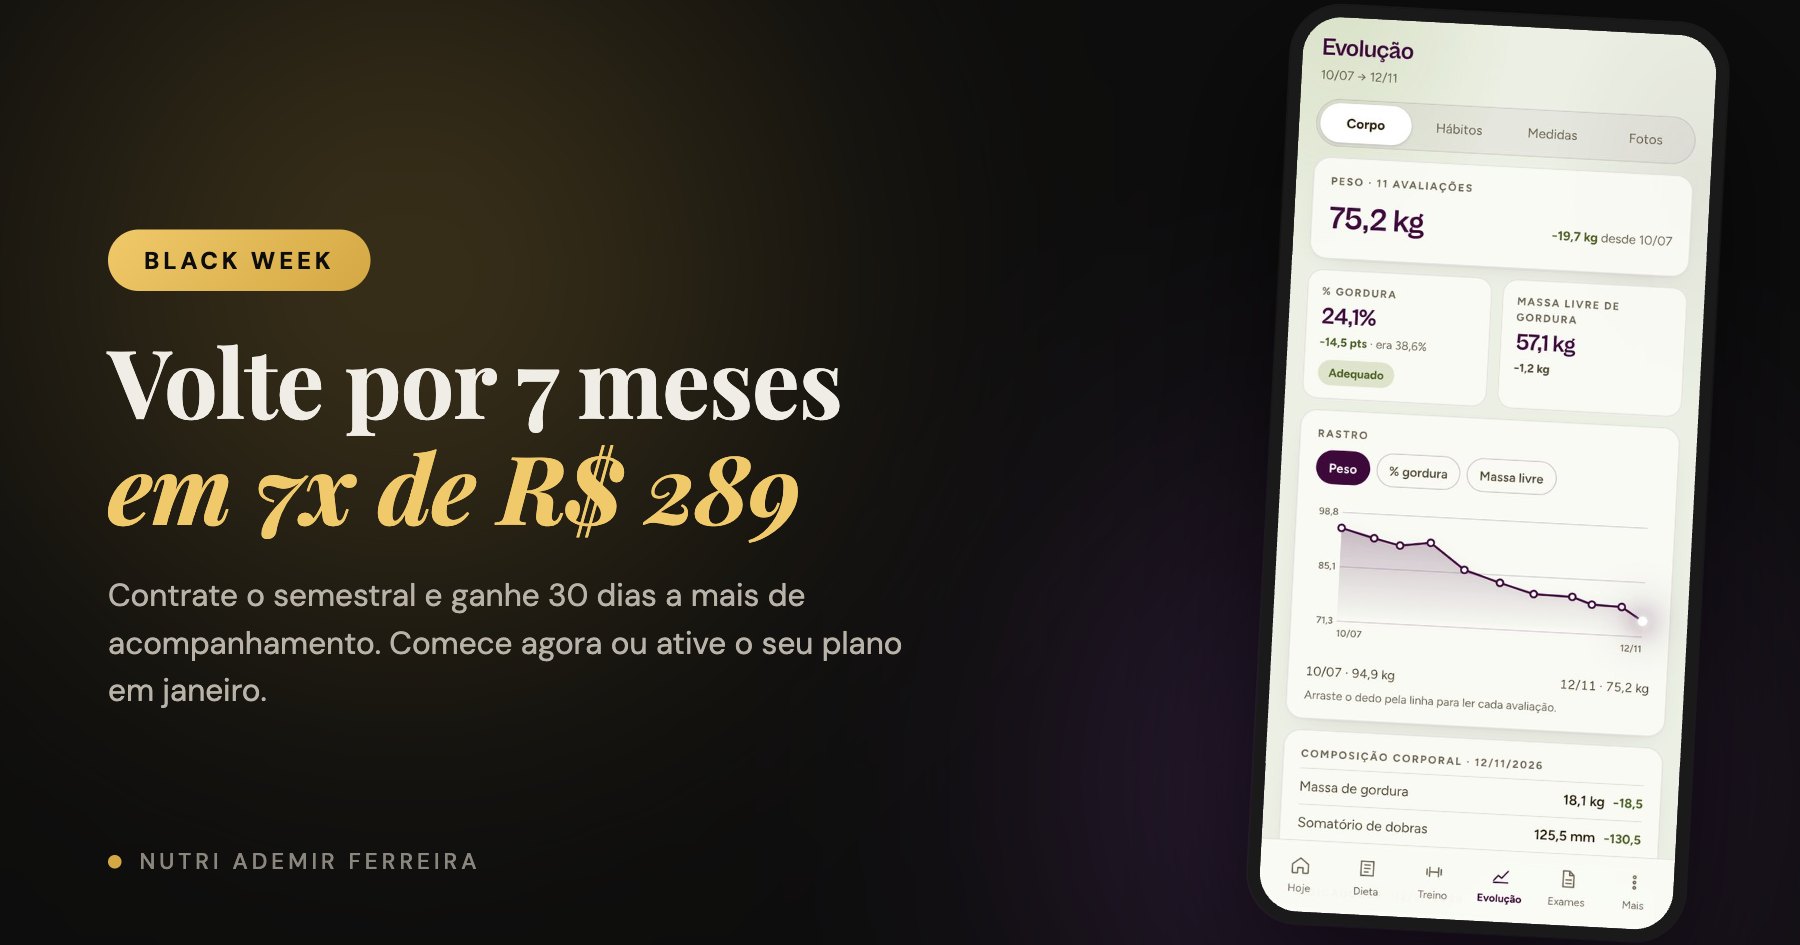 BLACK WEEK
Volte por 7 meses
em 7x de R$ 289
Contrate o semestral e ganhe 30 dias a mais de
acompanhamento. Comece agora ou ative o seu plano
em janeiro.
NUTRI ADEMIR FERREIRA
Evolução
10/07 → 12/11
Corpo Hábitos Medidas Fotos
PESO · 11 AVALIAÇÕES
75,2 kg
-19,7 kg desde 10/07
% GORDURA
24,1%
-14,5 pts · era 38,6%
Adequado
MASSA LIVRE DE
GORDURA
57,1 kg
-1,2 kg
RASTRO
Peso % gordura Massa livre
98,8
85,1
71,3
10/07
12/11
10/07 · 94,9 kg
12/11 · 75,2 kg
Arraste o dedo pela linha para ler cada avaliação.
COMPOSIÇÃO CORPORAL · 12/11/2026
Massa de gordura 18,1 kg -18,5
Somatório de dobras 125,5 mm -130,5
Hoje Dieta Treino Evolução Exames Mais